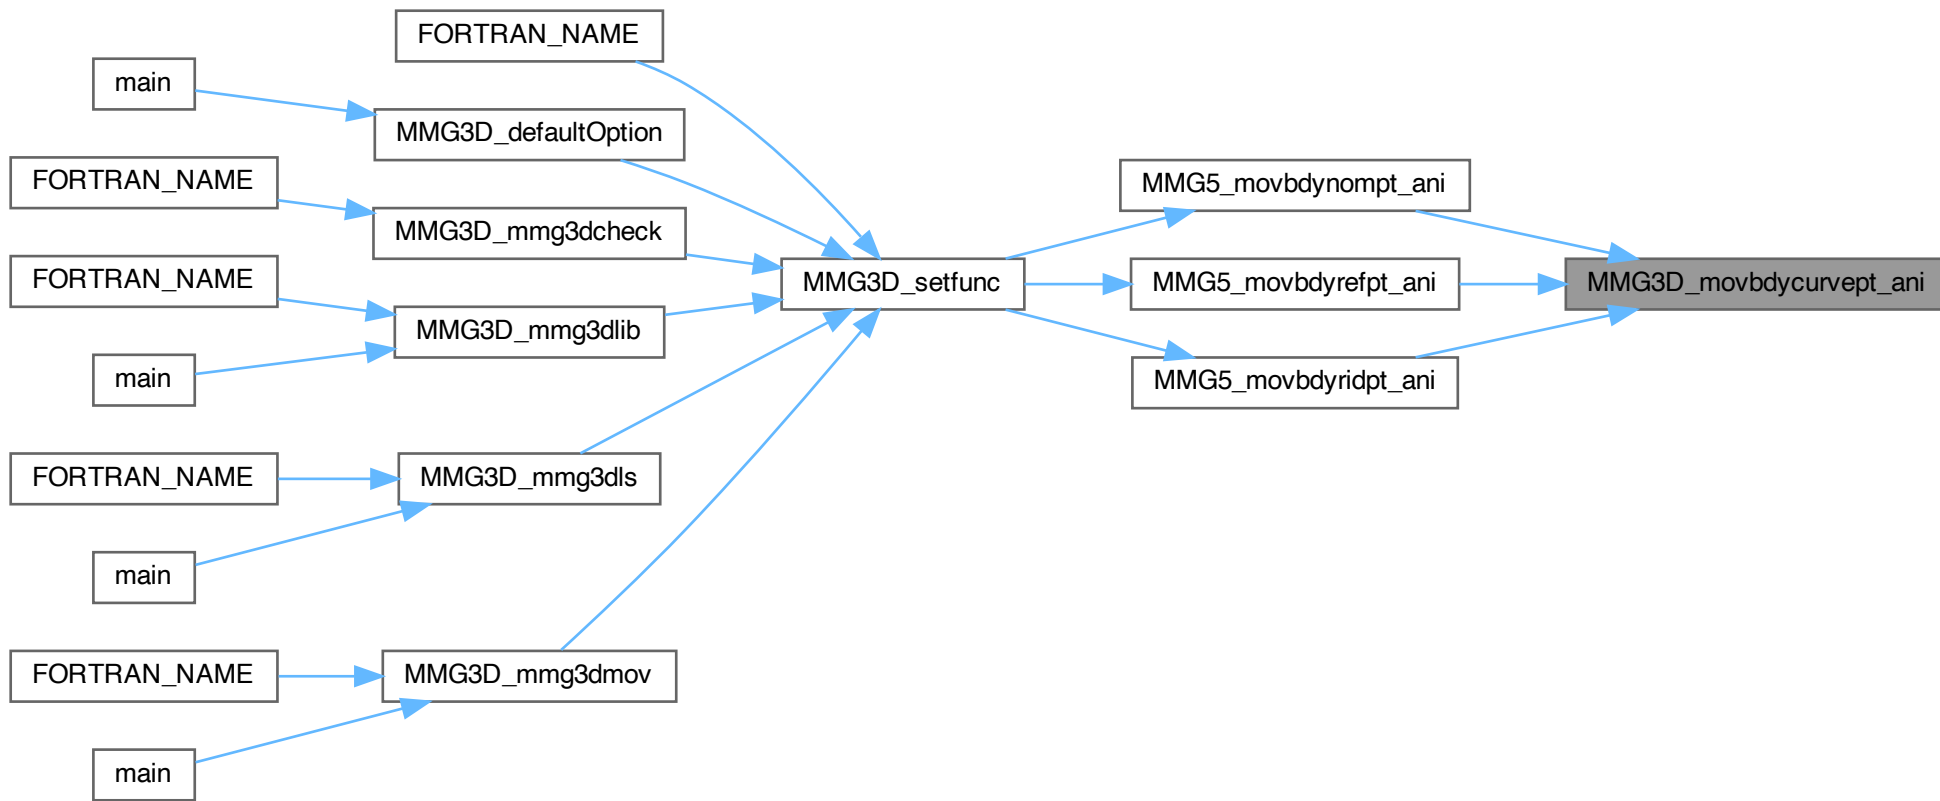 FORTRAN_NAME
main
MMG3D_defaultOption
FORTRAN_NAME
MMG5_movbdynompt_ani
MMG3D_mmg3dcheck
FORTRAN_NAME
MMG3D_setfunc
MMG5_movbdyrefpt_ani
MMG3D_movbdycurvept_ani
MMG3D_mmg3dlib
main
MMG5_movbdyridpt_ani
FORTRAN_NAME
MMG3D_mmg3dls
main
FORTRAN_NAME
MMG3D_mmg3dmov
main